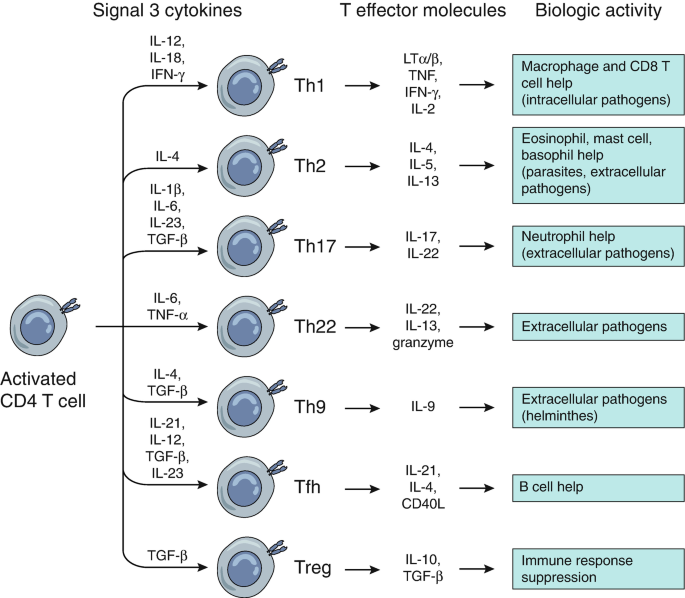 Signal 3 cytokines
T effector molecules
Biologic activity
IL-12,
IL-18,
IFN-γ
Th1
LTα/β,
TNF,
IFN-γ,
IL-2
Macrophage and CD8 T
cell help
(intracellular pathogens)
IL-4
Th2
IL-4,
IL-5,
IL-13
Eosinophil, mast cell,
basophil help
(parasites, extracellular
pathogens)
IL-1β,
IL-6,
IL-23,
TGF-β
Th17
IL-17,
IL-22
Neutrophil help
(extracellular pathogens)
Activated
CD4 T cell
IL-6,
TNF-α
Th22
IL-22,
IL-13,
granzyme
Extracellular pathogens
IL-4,
TGF-β
Th9
IL-9
Extracellular pathogens
(helminthes)
IL-21,
IL-12,
TGF-β,
IL-23
Tfh
IL-21,
IL-4,
CD40L
B cell help
TGF-β
Treg
IL-10,
TGF-β
Immune response
suppression